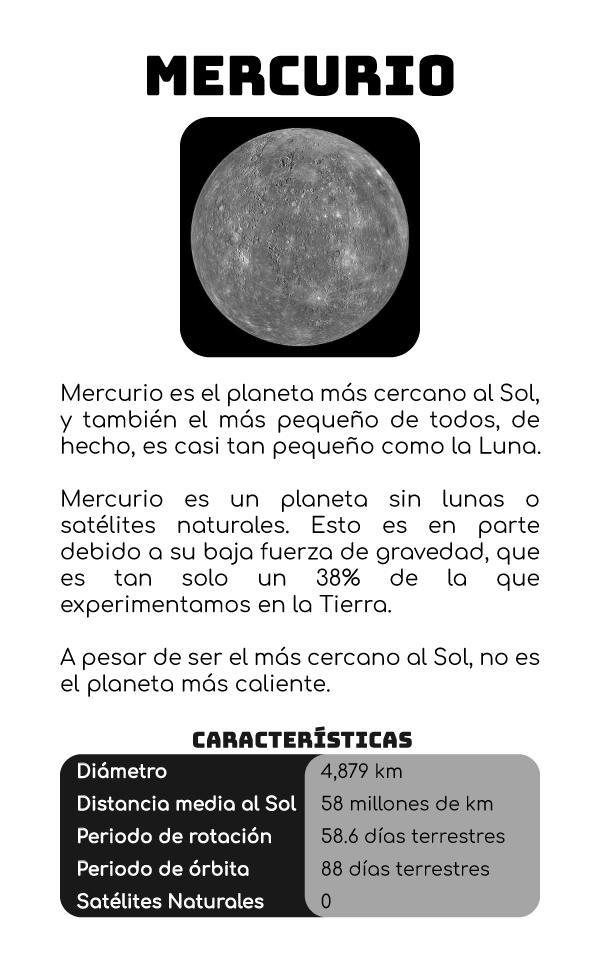 MERCURIO
Mercurio es el planeta más cercano al Sol,
y también el más pequeño de todos, de
hecho, es casi tan pequeño como la Luna.
Mercurio es un planeta sin lunas o
satélites naturales. Esto es en parte
debido a su baja fuerza de gravedad, que
es tan solo un 38% de la que
experimentamos en la Tierra.
A pesar de ser el más cercano al Sol, no es
el planeta más caliente.
CARACTERÍSTICAS
Diámetro 4,879 km
Distancia media al Sol 58 millones de km
Periodo de rotación 58.6 días terrestres
Periodo de órbita 88 días terrestres
Satélites Naturales 0